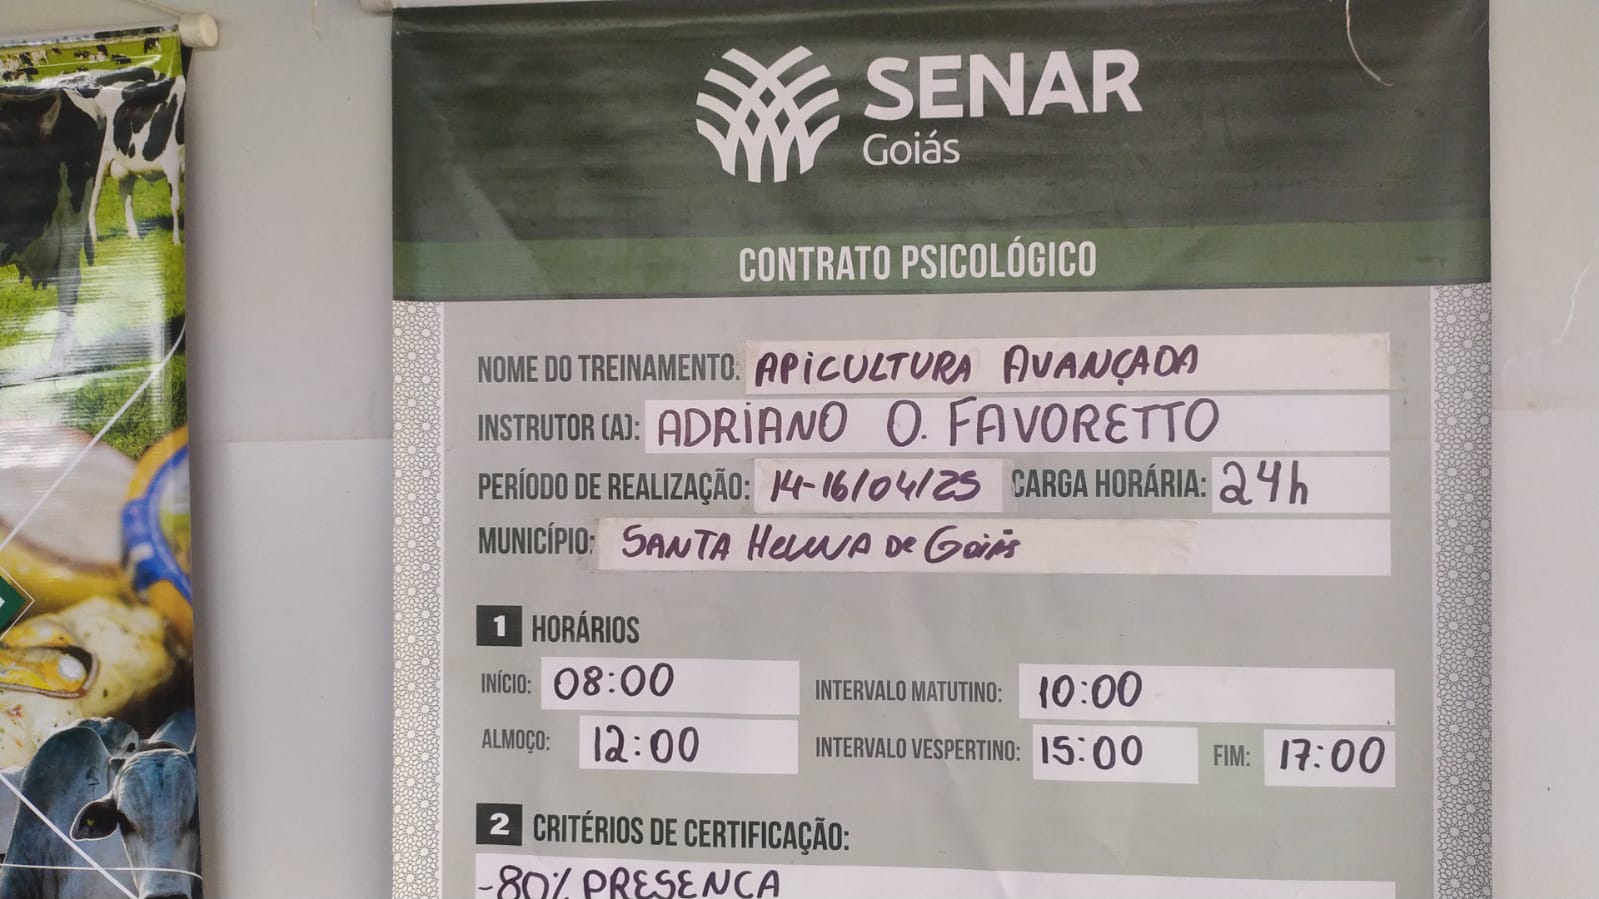 SENAR
Goiás
CONTRATO PSICOLÓGICO
NOME DO TREINAMENTO: APICULTURA AVANÇADA
INSTRUTOR (A): ADRIANO O. FAVORETTO
PERÍODO DE REALIZAÇÃO: 14-16/04/25 CARGA HORÁRIA: 24h
MUNICÍPIO: SANTA HELENA DE GOIÁS
1 HORÁRIOS
INÍCIO: 08:00 INTERVALO MATUTINO: 10:00
ALMOÇO: 12:00 INTERVALO VESPERTINO: 15:00 FIM: 17:00
2 CRITÉRIOS DE CERTIFICAÇÃO:
-80% PRESENCA